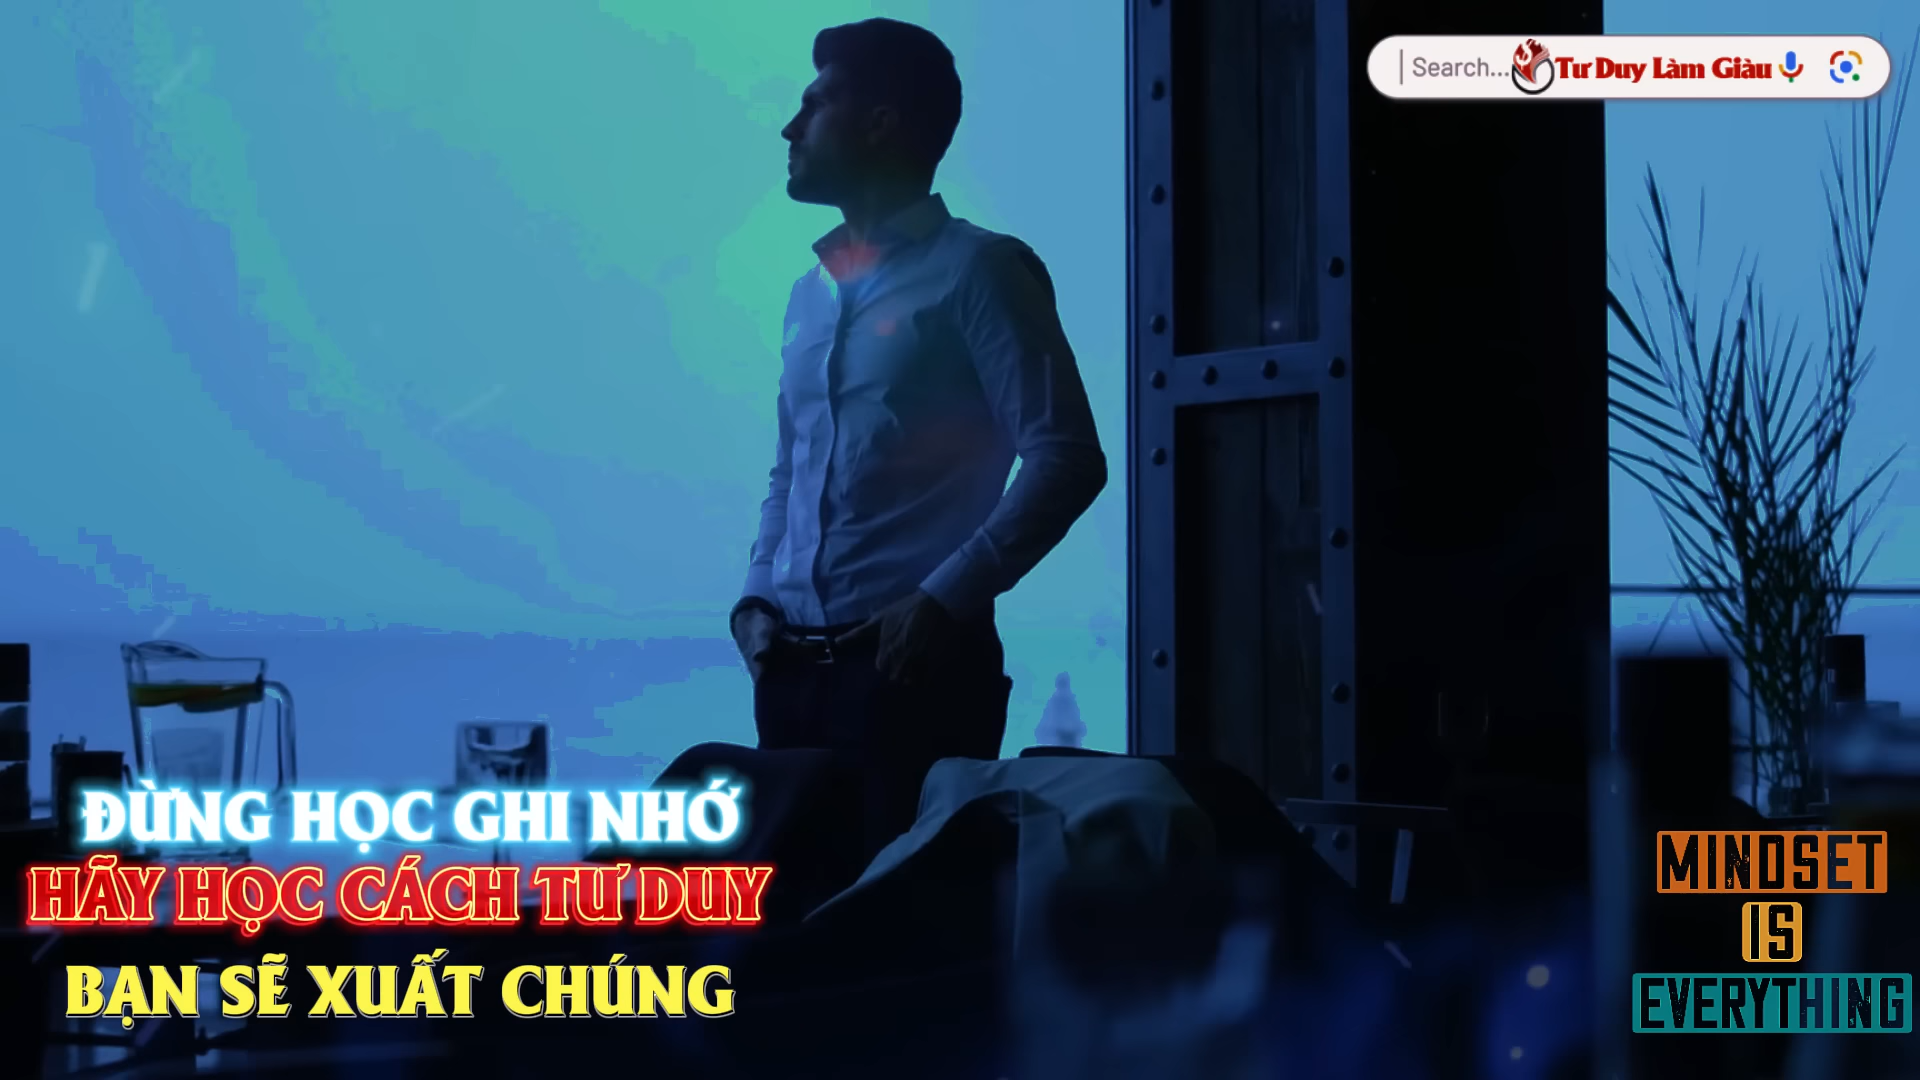 Search... Tư Duy Làm Giàu
ĐỪNG HỌC GHI NHỚ
HÃY HỌC CÁCH TƯ DUY
BẠN SẼ XUẤT CHÚNG
MINDSET
IS
EVERYTHING